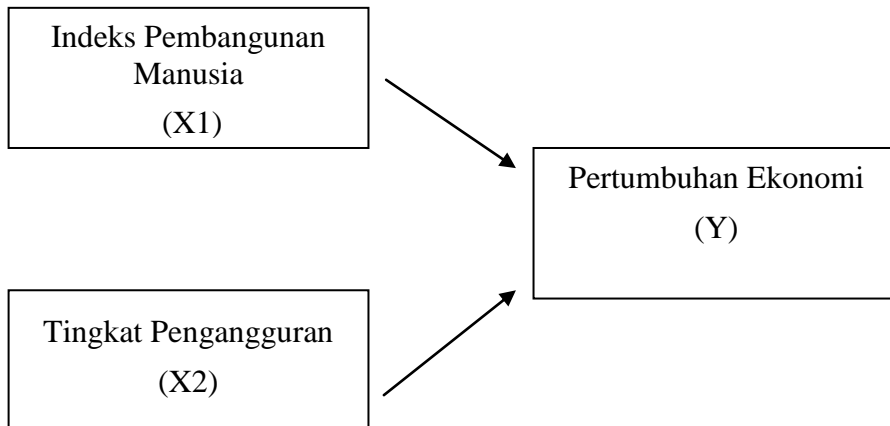 Indeks Pembangunan
Manusia
(X1)
Pertumbuhan Ekonomi
(Y)
Tingkat Pengangguran
(X2)